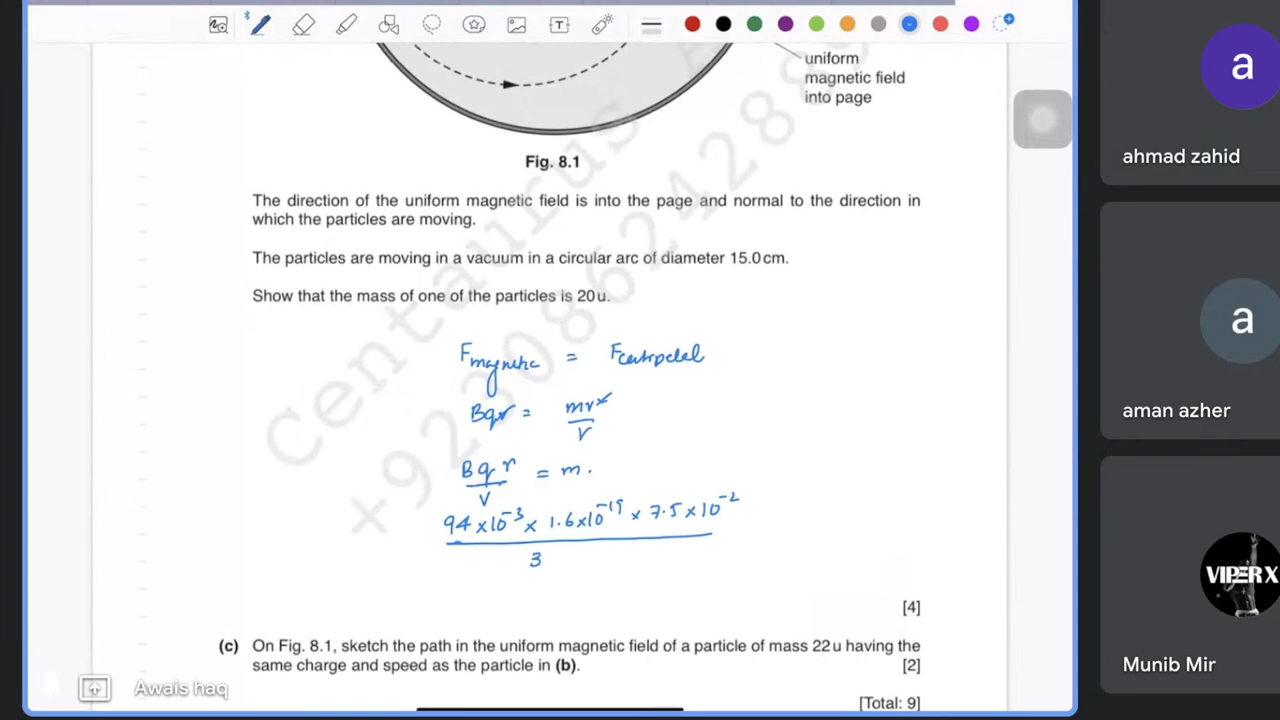 uniform
magnetic field
into page
a
ahmad zahid
Fig. 8.1
The direction of the uniform magnetic field is into the page and normal to the direction in
which the particles are moving.
The particles are moving in a vacuum in a circular arc of diameter 15.0 cm.
Show that the mass of one of the particles is 20 u.
Fmagnetic = Fcentripetal
Bqv = mv²/r
Bqr/v = m.
94 × 10⁻³ × 1.6×10⁻¹⁹ × 7.5 × 10⁻²
3
[4]
(c) On Fig. 8.1, sketch the path in the uniform magnetic field of a particle of mass 22 u having the
same charge and speed as the particle in (b). [2]
[Total: 9]
Awais haq
a
aman azher
VIPER X
Munib Mir
T
Centaurus